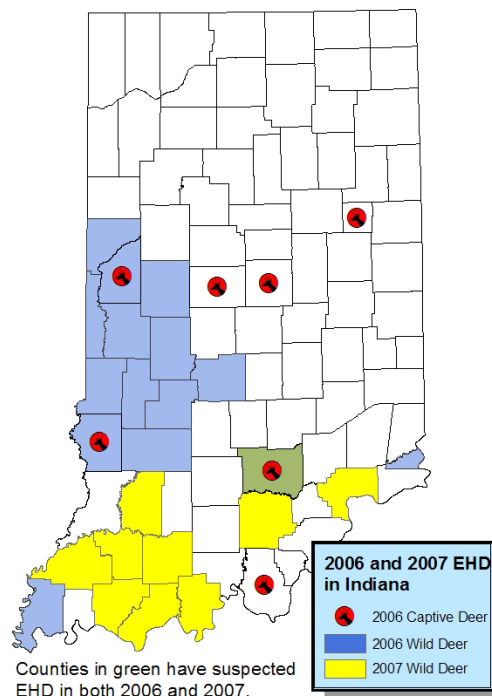 2006 and 2007 EHD
in Indiana
2006 Captive Deer
2006 Wild Deer
2007 Wild Deer
Counties in green have suspected
EHD in both 2006 and 2007.